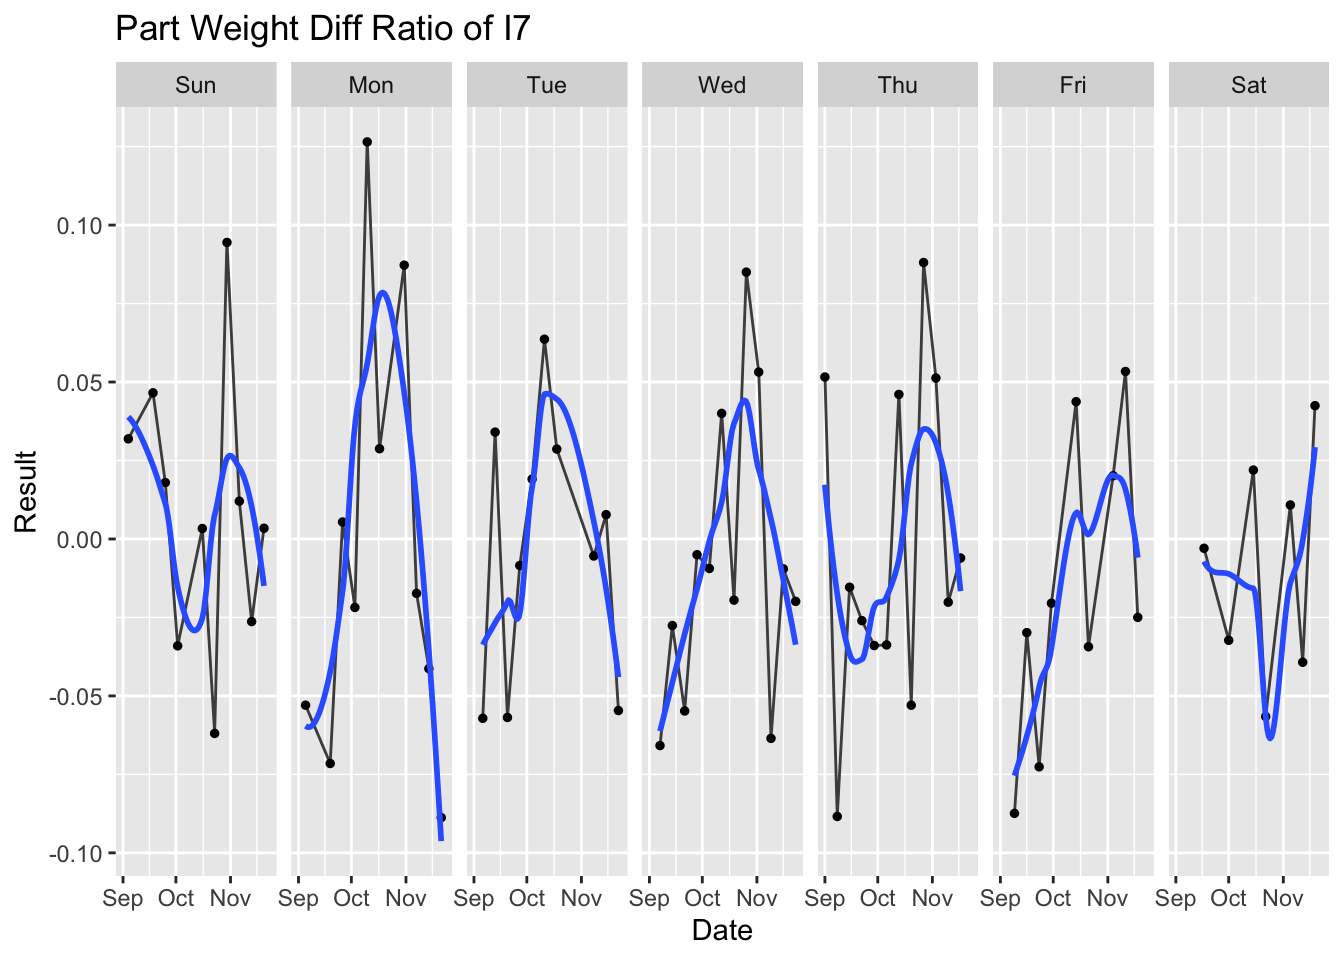 Part Weight Diff Ratio of I7
Sun Mon Tue Wed Thu Fri Sat
0.10
0.05
0.00
-0.05
-0.10
Result
Sep Oct Nov Sep Oct Nov Sep Oct Nov Sep Oct Nov Sep Oct Nov Sep Oct Nov Sep Oct Nov
Date